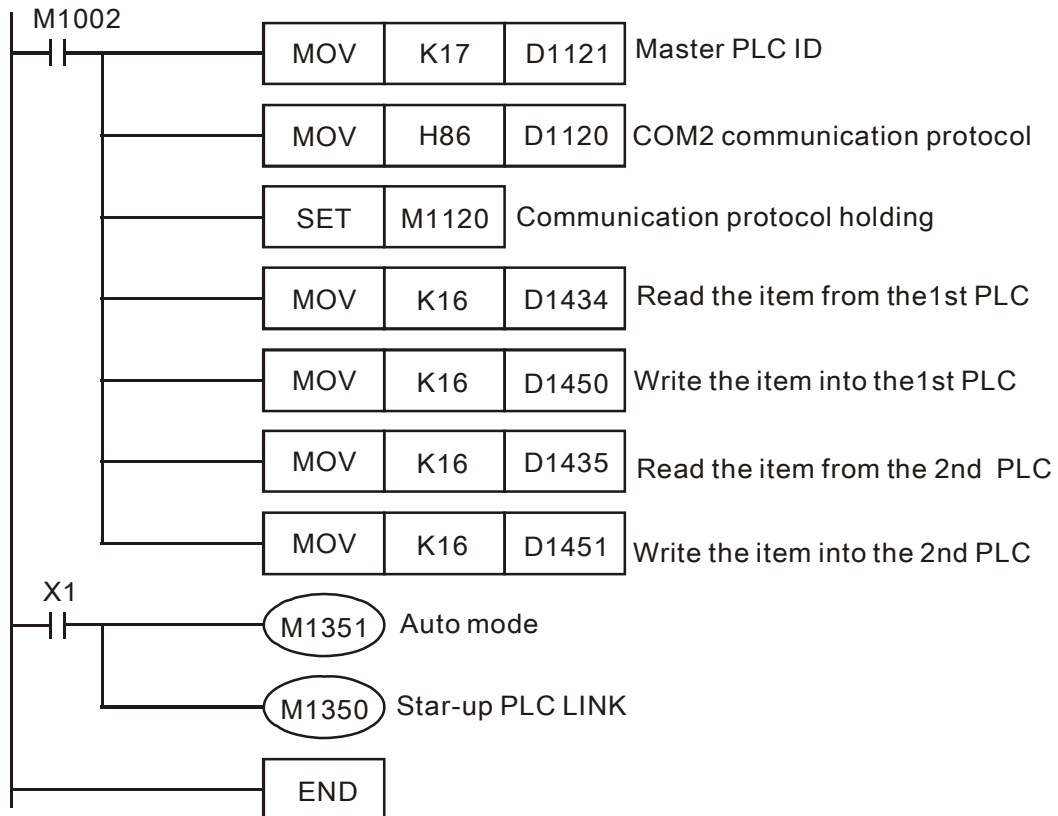 M1002
MOV K17 D1121 Master PLC ID
MOV H86 D1120 COM2 communication protocol
SET M1120 Communication protocol holding
MOV K16 D1434 Read the item from the1st PLC
MOV K16 D1450 Write the item into the1st PLC
MOV K16 D1435 Read the item from the 2nd PLC
MOV K16 D1451 Write the item into the 2nd PLC
X1
M1351 Auto mode
M1350 Star-up PLC LINK
END